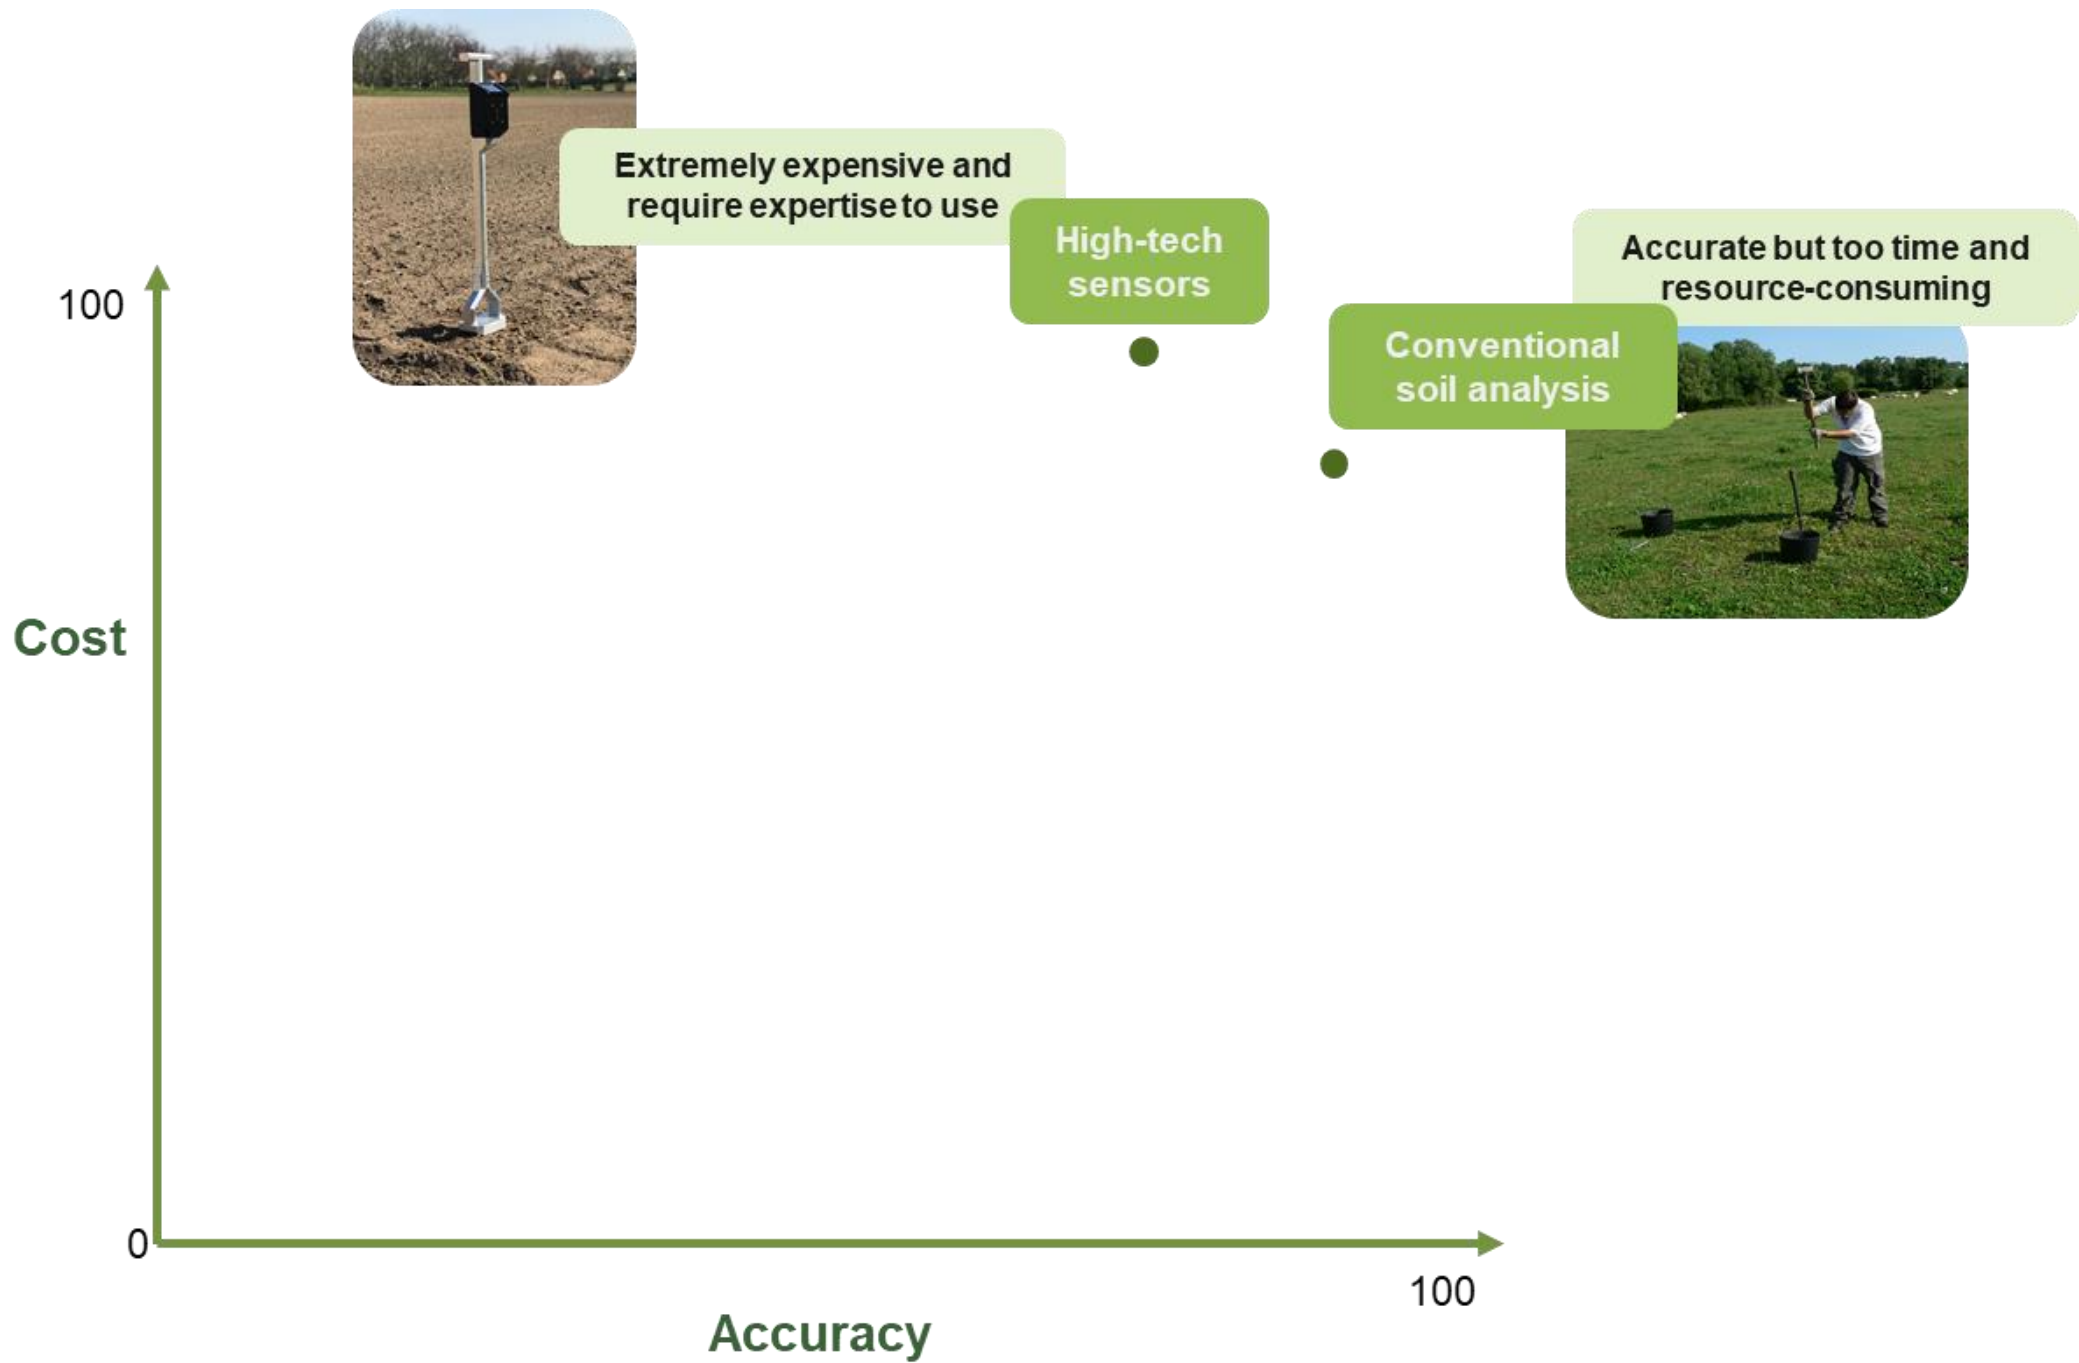 Extremely expensive and
require expertise to use
High-tech
sensors
Accurate but too time and
resource-consuming
Conventional
soil analysis
100
Cost
0
100
Accuracy